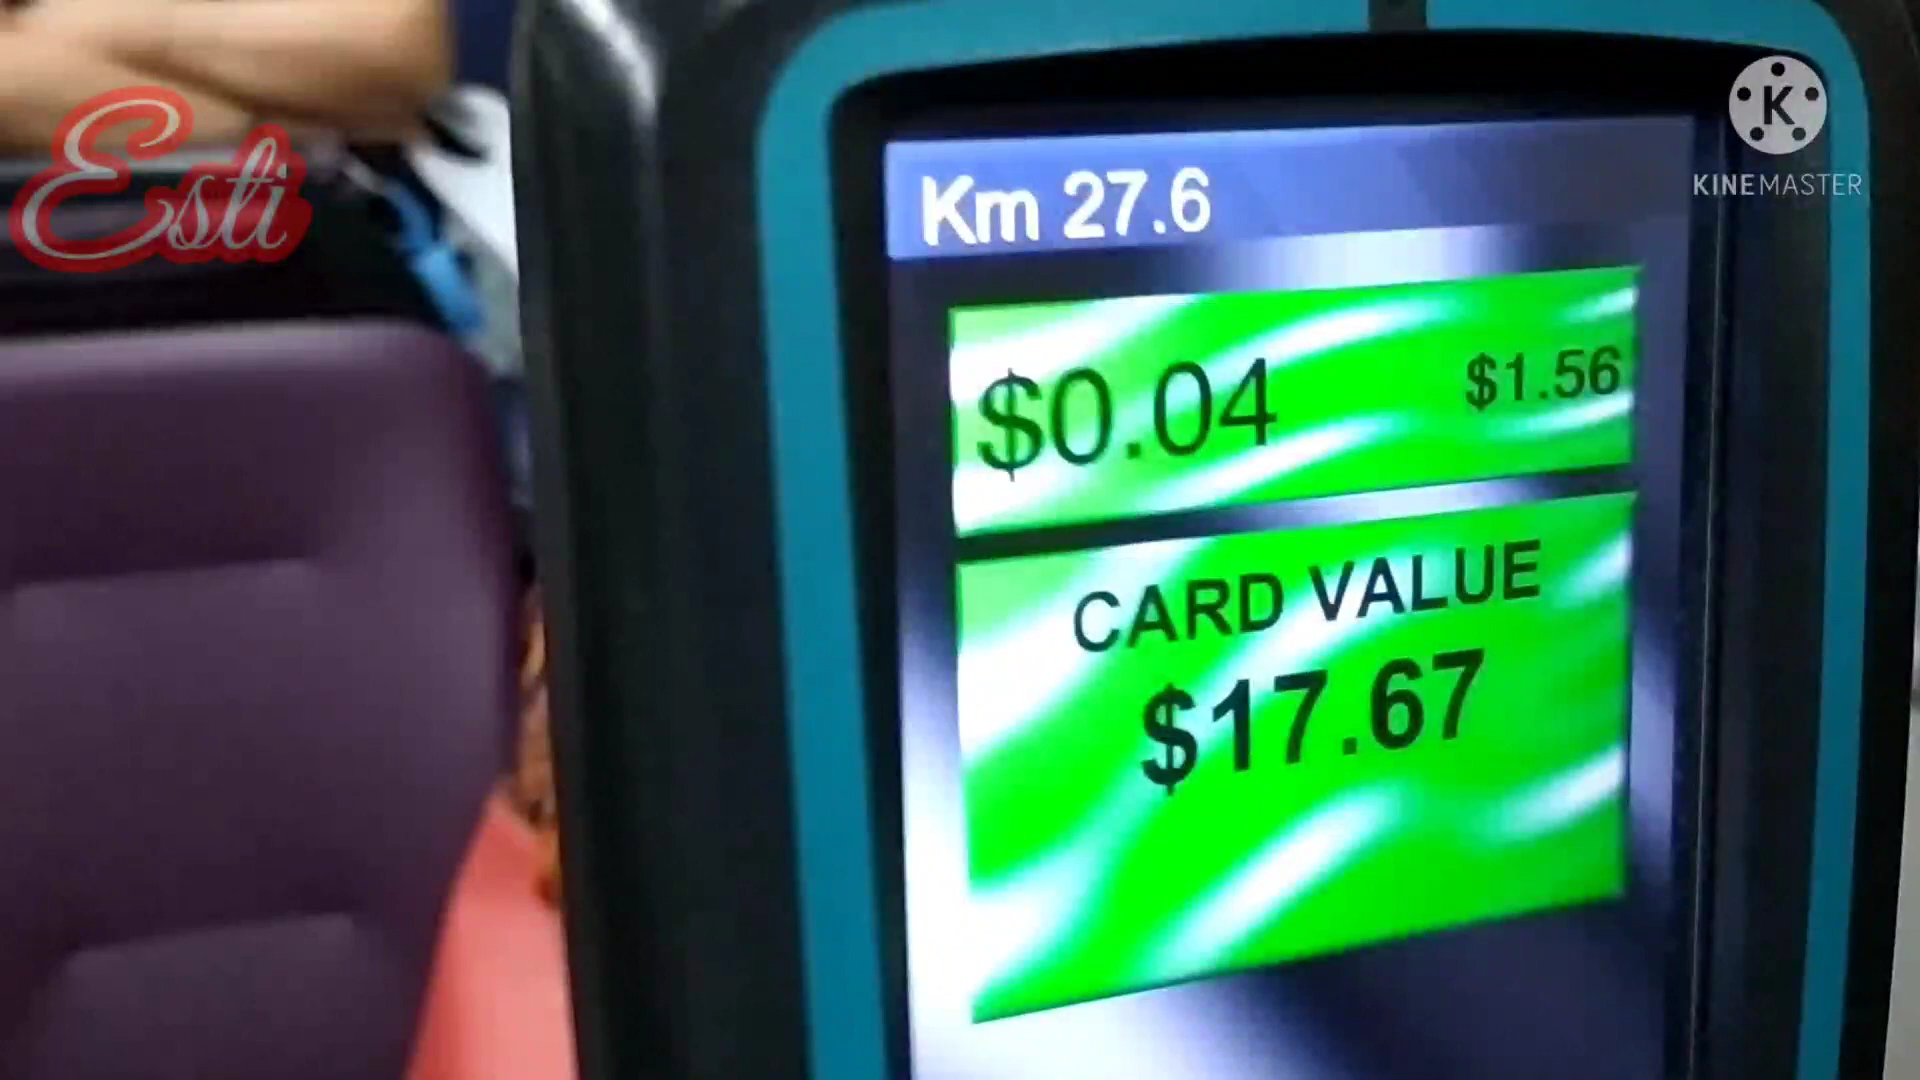 Esti
K
KINEMASTER
Km 27.6
$0.04 $1.56
CARD VALUE
$17.67